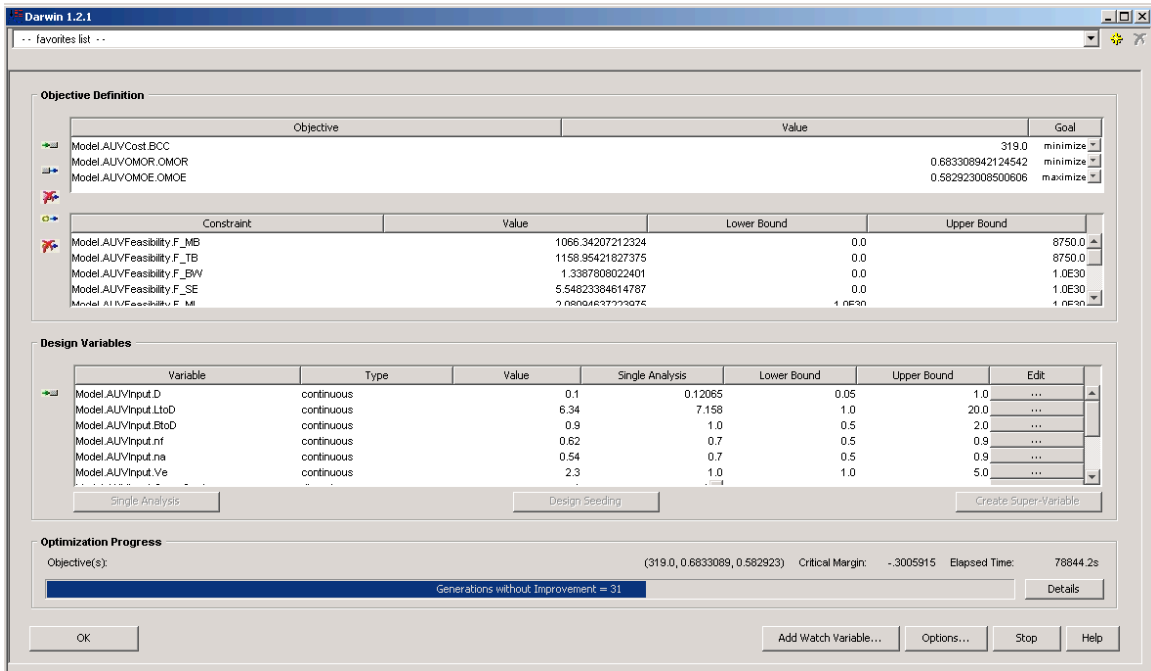 Darwin 1.2.1
-- favorites list --
Objective Definition
Objective Value Goal
Model.AUVCost.BCC 319.0 minimize
Model.AUVOMOR.OMOR 0.683308942124542 minimize
Model.AUVOMOE.OMOE 0.582923008500606 maximize
Constraint Value Lower Bound Upper Bound
Model.AUVFeasibility.F_MB 1066.34207212324 0.0 8750.0
Model.AUVFeasibility.F_TB 1158.95421827375 0.0 8750.0
Model.AUVFeasibility.F_BW 1.3387808022401 0.0 1.0E30
Model.AUVFeasibility.F_SE 5.54823384614787 0.0 1.0E30
Model.AUVFeasibility.F_ML 2.08094637223975 1.0E30 1.0E30
Design Variables
Variable Type Value Single Analysis Lower Bound Upper Bound Edit
Model.AUVInput.D continuous 0.1 0.12065 0.05 1.0 ...
Model.AUVInput.LtoD continuous 6.34 7.158 1.0 20.0 ...
Model.AUVInput.BtoD continuous 0.9 1.0 0.5 2.0 ...
Model.AUVInput.nf continuous 0.62 0.7 0.5 0.9 ...
Model.AUVInput.na continuous 0.54 0.7 0.5 0.9 ...
Model.AUVInput.Ve continuous 2.3 1.0 1.0 5.0 ...
Single Analysis Design Seeding Create Super-Variable
Optimization Progress
Objective(s): (319.0, 0.6833089, 0.582923) Critical Margin: -.3005915 Elapsed Time: 78844.2s
Generations without Improvement = 31 Details
OK Add Watch Variable... Options... Stop Help